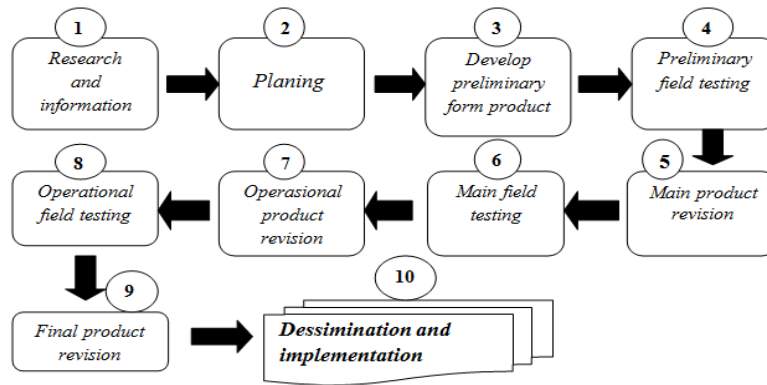 1
Research
and
information
2
Planing
3
Develop
preliminary
form product
4
Preliminary
field testing
5
Main product
revision
6
Main field
testing
7
Operasional
product
revision
8
Operational
field testing
9
Final product
revision
10
Dessimination and
implementation